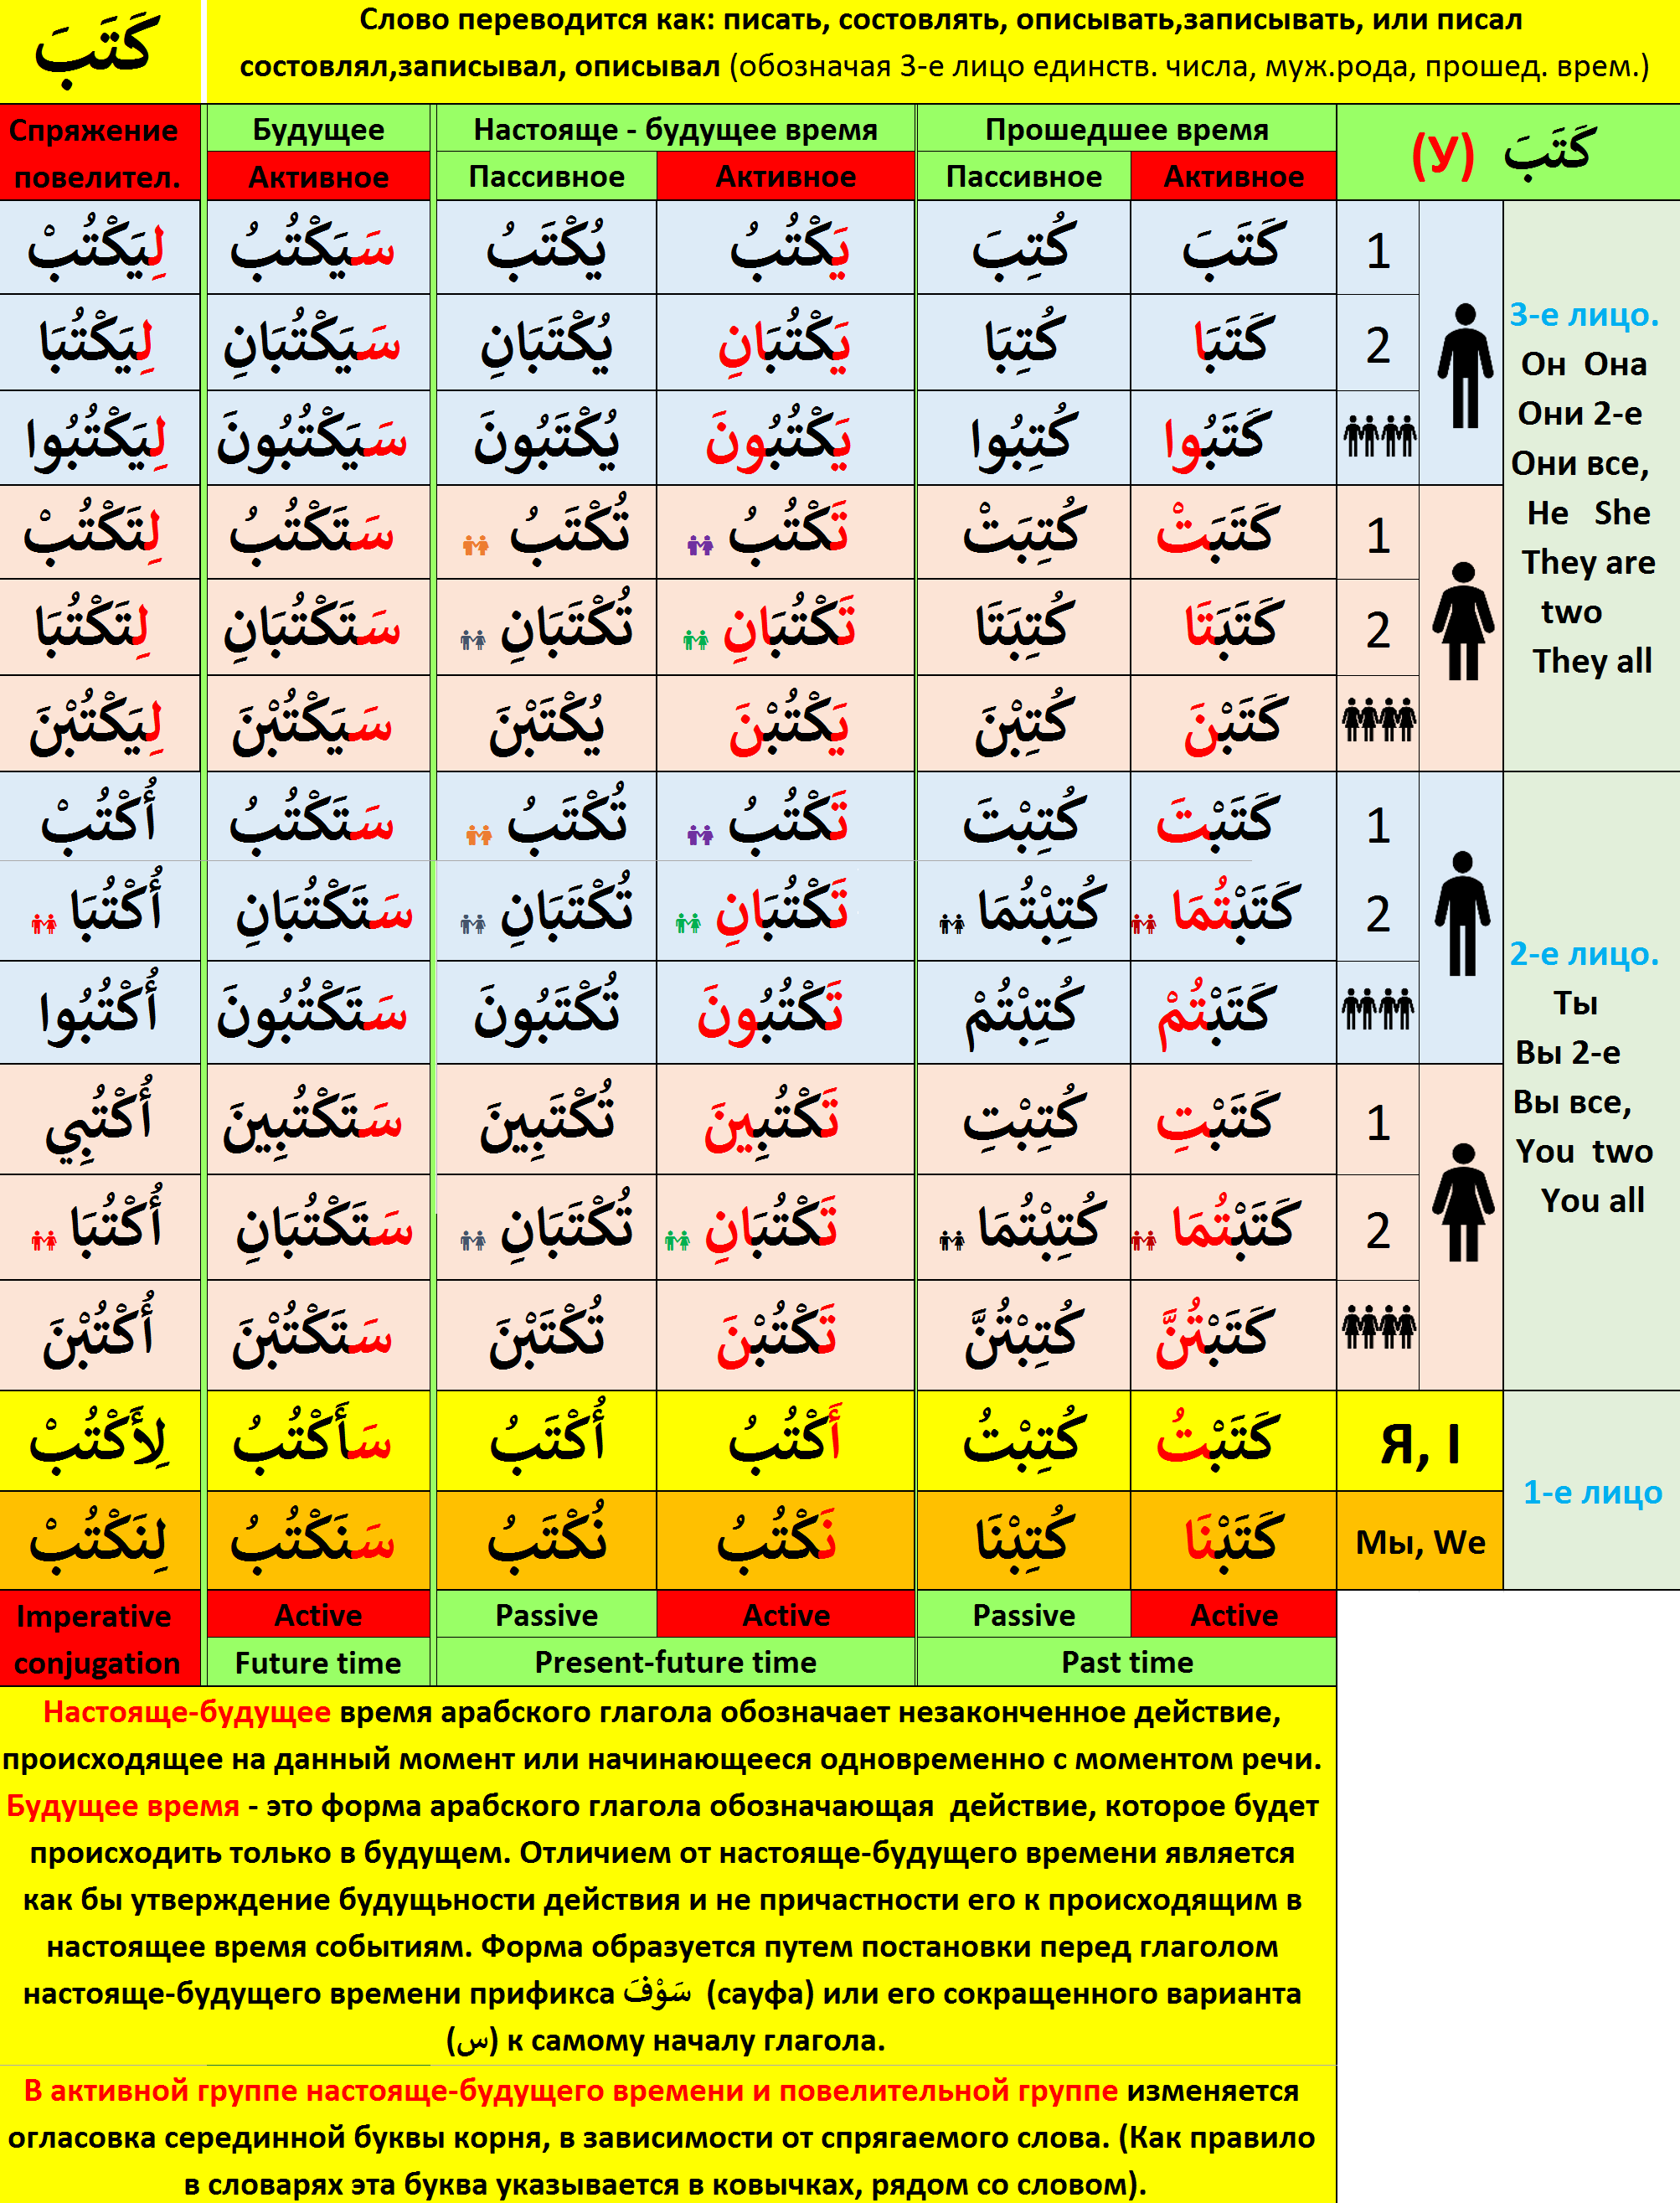 كَتَبَ
Слово переводится как: писать, состовлять, описывать,записывать, или писал
состовлял,записывал, описывал (обозначая 3-е лицо единств. числа, муж.рода, прошед. врем.)
Спряжение Будущее Настояще - будущее время Прошедшее время كَتَبَ (У)
повелител. Активное Пассивное Активное Пассивное Активное
لِيَكْتُبْ سَيَكْتُبُ يُكْتَبُ يَكْتُبُ كُتِبَ كَتَبَ 1
لِيَكْتُبَا سَيَكْتُبَانِ يُكْتَبَانِ يَكْتُبَانِ كُتِبَا كَتَبَا 2
لِيَكْتُبُوا سَيَكْتُبُونَ يُكْتَبُونَ يَكْتُبُونَ كُتِبُوا كَتَبُوا
لِتَكْتُبْ سَتَكْتُبُ تُكْتَبُ تَكْتُبُ كُتِبَتْ كَتَبَتْ 1
لِتَكْتُبَا سَتَكْتُبَانِ تُكْتَبَانِ تَكْتُبَانِ كُتِبَتَا كَتَبَتَا 2
لِيَكْتُبْنَ سَيَكْتُبْنَ يُكْتَبْنَ يَكْتُبْنَ كُتِبْنَ كَتَبْنَ
3-е лицо.
Он Она
Они 2-е
Они все,
He She
They are
two
They all
أُكْتُبْ سَتَكْتُبُ تُكْتَبُ تَكْتُبُ كُتِبْتَ كَتَبْتَ 1
أُكْتُبَا سَتَكْتُبَانِ تُكْتَبَانِ تَكْتُبَانِ كُتِبْتُمَا كَتَبْتُمَا 2
أُكْتُبُوا سَتَكْتُبُونَ تُكْتَبُونَ تَكْتُبُونَ كُتِبْتُمْ كَتَبْتُمْ
أُكْتُبِي سَتَكْتُبِينَ تُكْتَبِينَ تَكْتُبِينَ كُتِبْتِ كَتَبْتِ 1
أُكْتُبَا سَتَكْتُبَانِ تُكْتَبَانِ تَكْتُبَانِ كُتِبْتُمَا كَتَبْتُمَا 2
أُكْتُبْنَ سَتَكْتُبْنَ تُكْتَبْنَ تَكْتُبْنَ كُتِبْتُنَّ كَتَبْتُنَّ
2-е лицо.
Ты
Вы 2-е
Вы все,
You two
You all
لِأَكْتُبْ سَأَكْتُبُ أُكْتَبُ أَكْتُبُ كُتِبْتُ كَتَبْتُ Я, I
لِنَكْتُبْ سَنَكْتُبُ نُكْتَبُ نَكْتُبُ كُتِبْنَا كَتَبْنَا Мы, We
1-е лицо
Imperative Active Passive Active Passive Active
conjugation Future time Present-future time Past time
Настояще-будущее время арабского глагола обозначает незаконченное действие,
происходящее на данный момент или начинающееся одновременно с моментом речи.
Будущее время - это форма арабского глагола обозначающая действие, которое будет
происходить только в будущем. Отличием от настояще-будущего времени является
как бы утверждение будущьности действия и не причастности его к происходящим в
настоящее время событиям. Форма образуется путем постановки перед глаголом
настояще-будущего времени прификса سَوْفَ (сауфа) или его сокращенного варианта
(س) к самому началу глагола.
В активной группе настояще-будущего времени и повелительной группе изменяется
огласовка серединной буквы корня, в зависимости от спрягаемого слова. (Как правило
в словарях эта буква указывается в ковычках, рядом со словом).